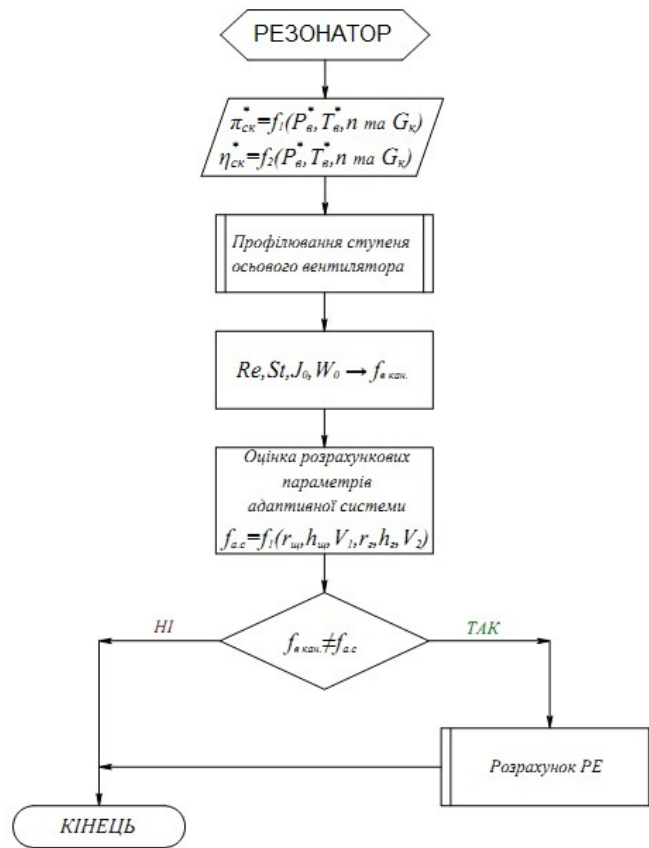 РЕЗОНАТОР
π*ск=f1(P*в,T*в,n та Gк)
η*ск=f2(P*в,T*в,n та Gк)
Профілювання ступеня
осьового вентилятора
Re,St,J0,W0 → fв кан.
Оцінка розрахункових
параметрів
адаптивної системи
fа.с=f1(rщ,hщ,V1,rг,hг,V2)
НІ
fв кан.≠fа.с
ТАК
Розрахунок РЕ
КІНЕЦЬ